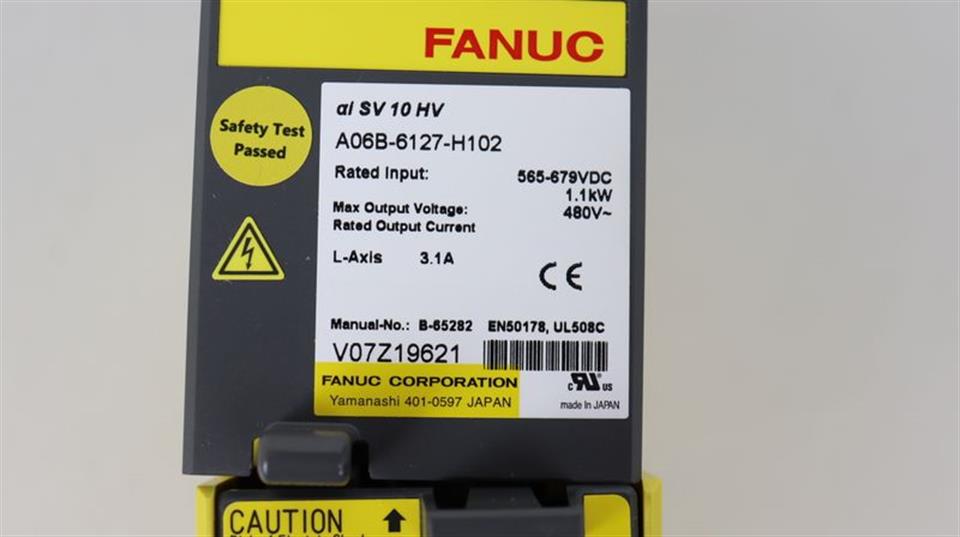 FANUC
Safety Test
Passed
αi SV 10 HV
A06B-6127-H102
Rated Input: 565-679VDC
1.1kW
Max Output Voltage: 480V~
Rated Output Current
L-Axis 3.1A
CE
Manual-No.: B-65282 EN50178, UL508C
V07Z19621
FANUC CORPORATION
Yamanashi 401-0597 JAPAN
c RU US
made in JAPAN
CAUTION